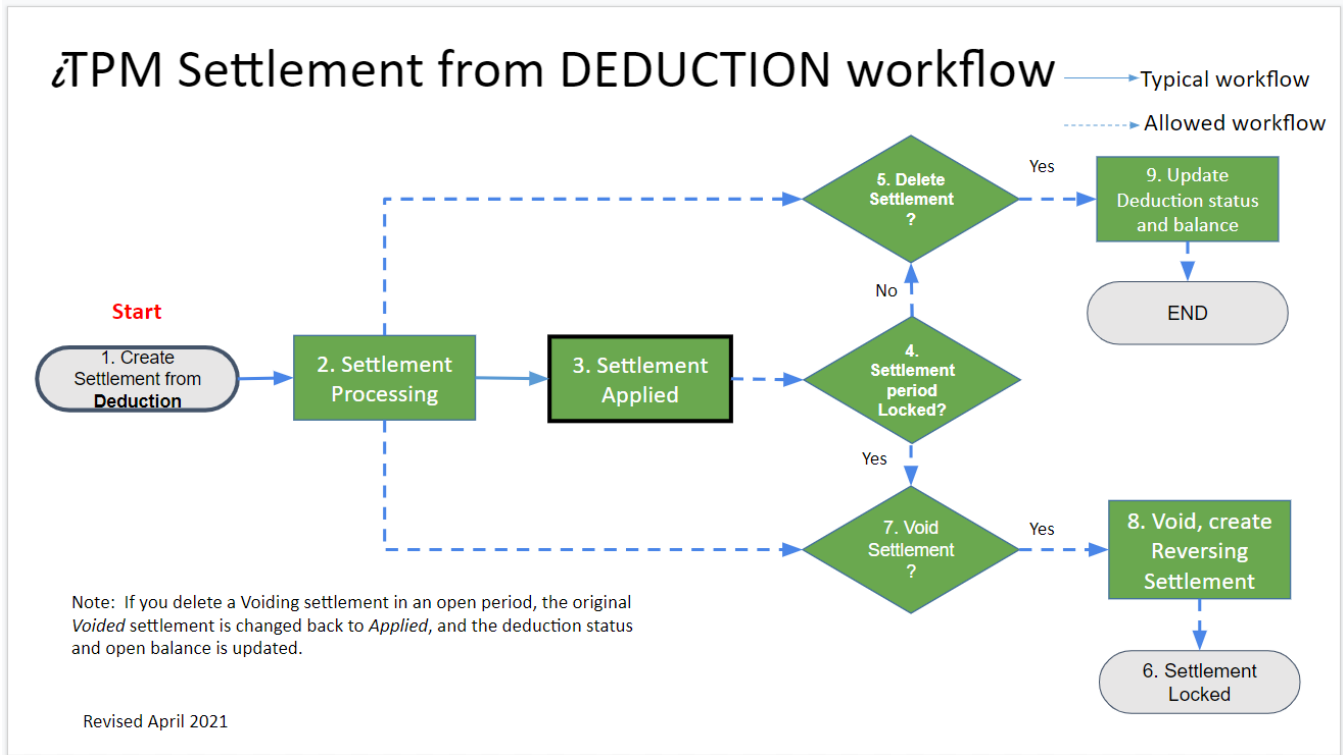 iTPM Settlement from DEDUCTION workflow
Typical workflow
Allowed workflow
5. Delete
Settlement
?
Yes
9. Update
Deduction status
and balance
No
END
Start
1. Create
Settlement from
Deduction
2. Settlement
Processing
3. Settlement
Applied
4.
Settlement
period
Locked?
Yes
7. Void
Settlement
?
Yes
8. Void, create
Reversing
Settlement
6. Settlement
Locked
Note:  If you delete a Voiding settlement in an open period, the original
Voided settlement is changed back to Applied, and the deduction status
and open balance is updated.
Revised April 2021